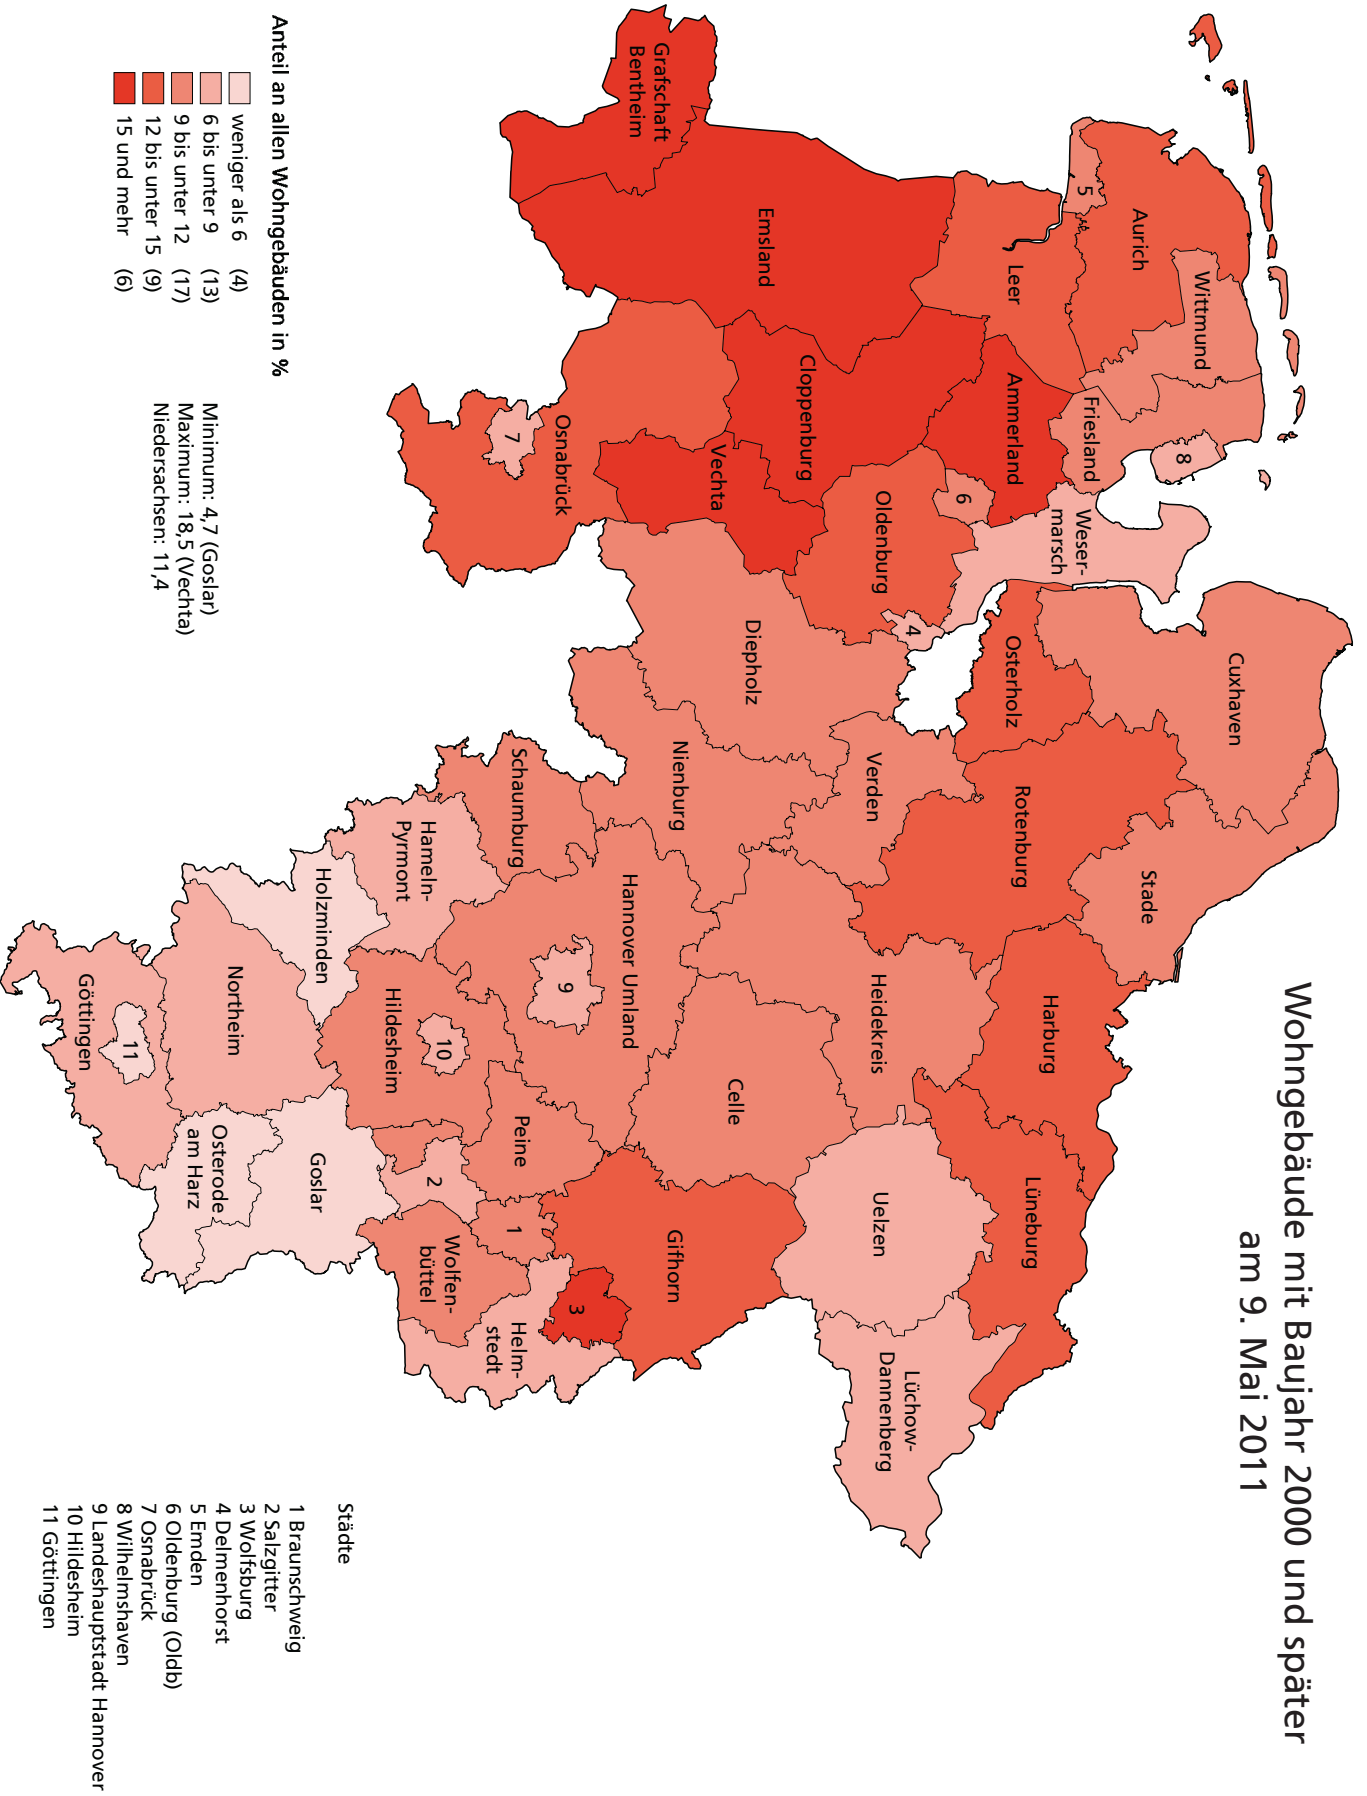 Wohngebäude mit Baujahr 2000 und später
am 9. Mai 2011
Aurich
Wittmund
5
8
Friesland
Leer
Ammerland
Weser-
marsch
6
Cuxhaven
Stade
Osterholz
Rotenburg
Harburg
Lüneburg
Emsland
Cloppenburg
Oldenburg
4
Verden
Heidekreis
Uelzen
Lüchow-
Dannenberg
Grafschaft
Bentheim
Vechta
Diepholz
Nienburg
Celle
Gifhorn
Osnabrück
7
Schaumburg
Hannover Umland
9
Peine
1
3
Helm-
stedt
Hameln-
Pyrmont
Hildesheim
10
2
Wolfen-
büttel
Holzminden
Goslar
Northeim
Osterode
am Harz
Göttingen
11
Anteil an allen Wohngebäuden in %
weniger als 6 (4)
6 bis unter 9 (13)
9 bis unter 12 (17)
12 bis unter 15 (9)
15 und mehr (6)
Minimum: 4,7 (Goslar)
Maximum: 18,5 (Vechta)
Niedersachsen: 11,4
Städte
1 Braunschweig
2 Salzgitter
3 Wolfsburg
4 Delmenhorst
5 Emden
6 Oldenburg (Oldb)
7 Osnabrück
8 Wilhelmshaven
9 Landeshauptstadt Hannover
10 Hildesheim
11 Göttingen